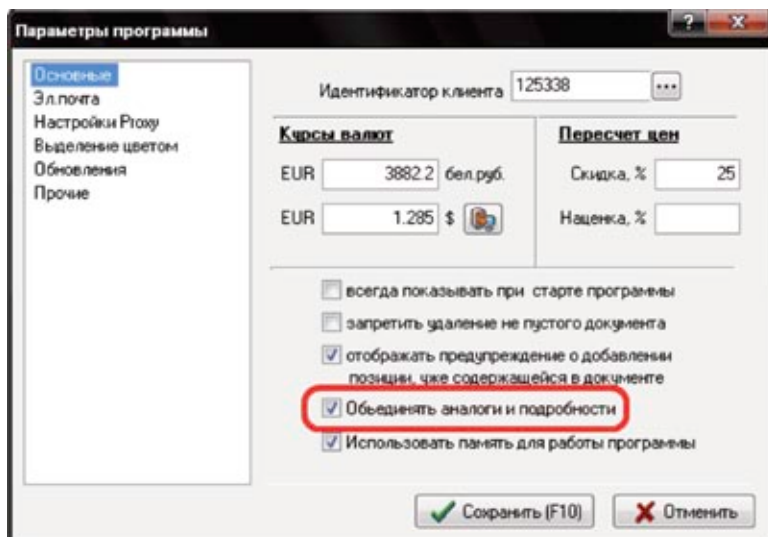 Параметры программы
Основные
Эл.почта
Настройки Proxy
Выделение цветом
Обновления
Прочие
Идентификатор клиента 125338 ...
Курсы валют
EUR 3882.2 бел.руб.
EUR 1.285 $
Пересчет цен
Скидка, % 25
Наценка, %
всегда показывать при старте программы
запретить удаление не пустого документа
отображать предупреждение о добавлении
позиции, уже содержащейся в документе
Объединять аналоги и подробности
Использовать память для работы программы
Сохранить (F10)
Отменить